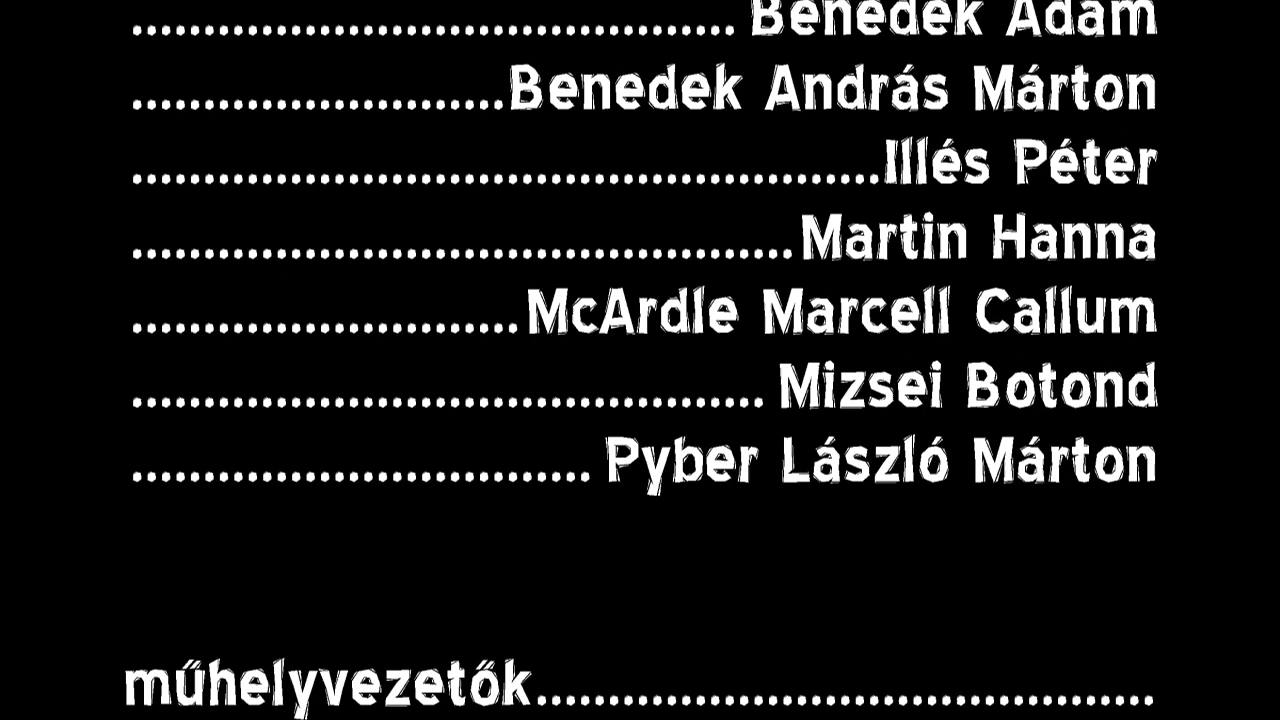 .......................................... Benedek Ádám
..........................Benedek András Márton
....................................................Illés Péter
..............................................Martin Hanna
...........................McArdle Marcell Callum
............................................ Mizsei Botond
................................ Pyber László Márton
műhelyvezetők...........................................